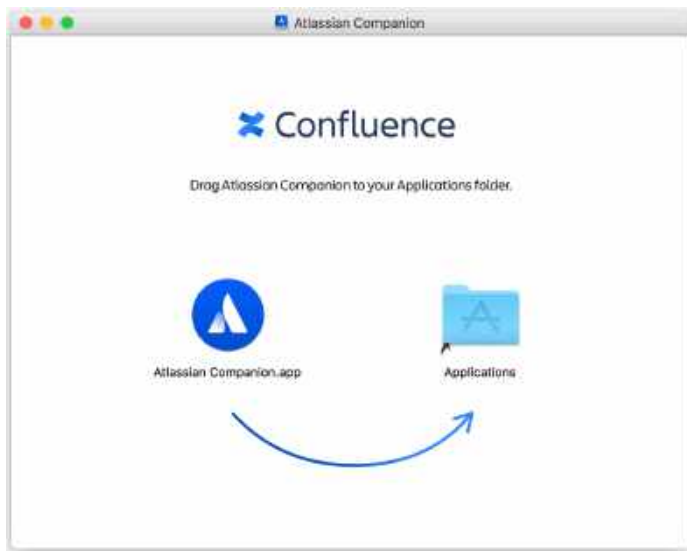 Atlassian Companion
Confluence
Drag Atlassian Companion to your Applications folder.
Atlassian Companion.app
Applications